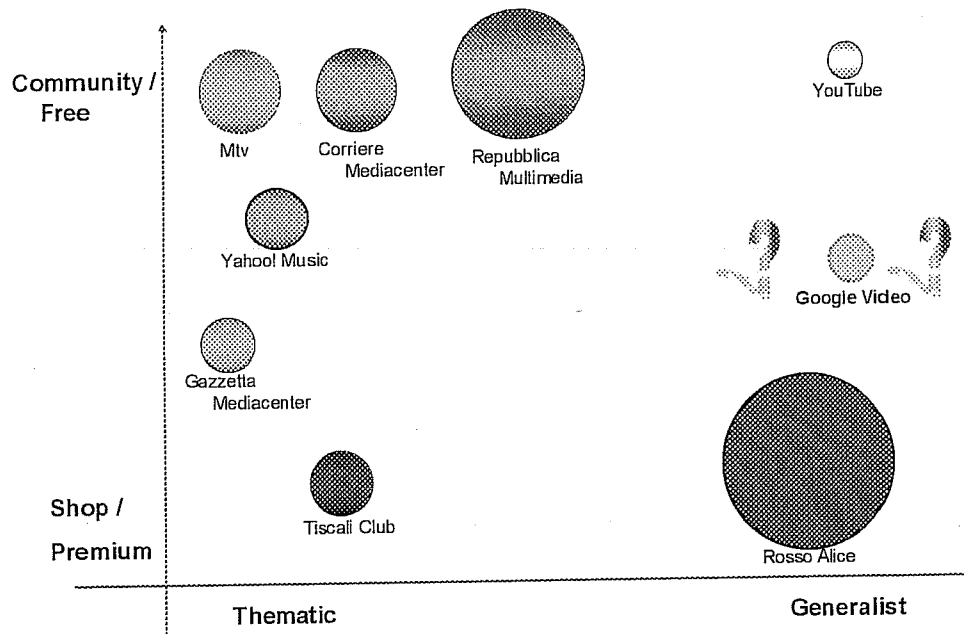 Community /
Free
Mtv
Corriere
Mediacenter
Repubblica
Multimedia
YouTube
Yahoo! Music
? ?
Google Video
Gazzetta
Mediacenter
Shop /
Premium
Tiscali Club
Rosso Alice
Thematic
Generalist